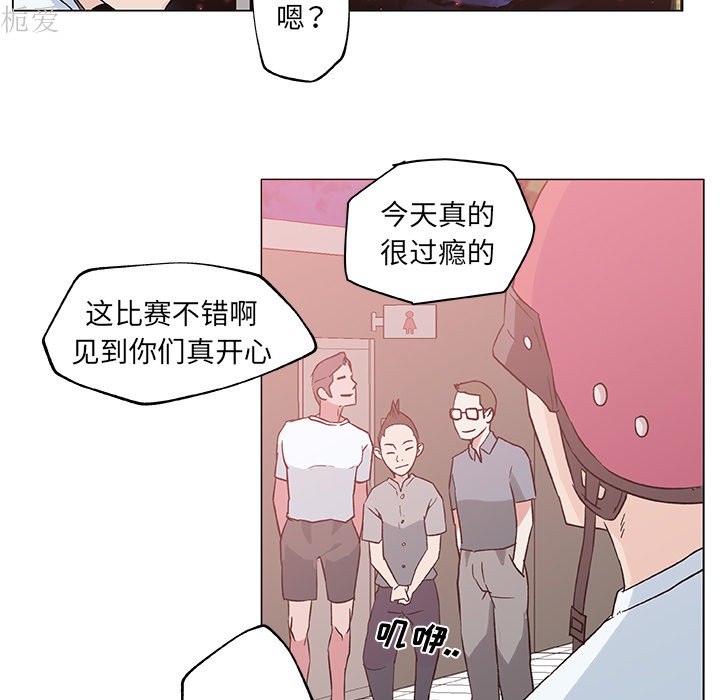 栀爱
嗯？
今天真的
很过瘾的
这比赛不错啊
见到你们真开心
叽咿..